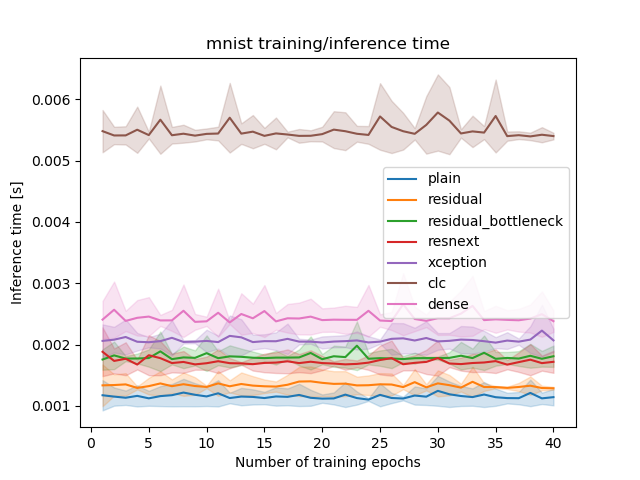 mnist training/inference time
0.006
0.005
0.004
0.003
0.002
0.001
Inference time [s]
plain
residual
residual_bottleneck
resnext
xception
clc
dense
0 5 10 15 20 25 30 35 40
Number of training epochs